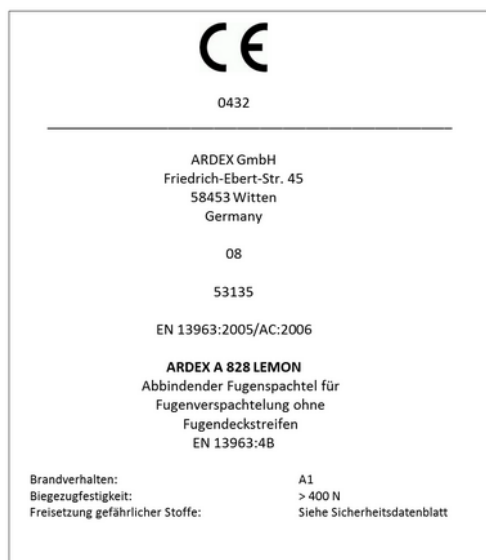 CE
0432
ARDEX GmbH
Friedrich-Ebert-Str. 45
58453 Witten
Germany
08
53135
EN 13963:2005/AC:2006
ARDEX A 828 LEMON
Abbindender Fugenspachtel für
Fugenverspachtelung ohne
Fugendeckstreifen
EN 13963:4B
Brandverhalten: A1
Biegezugfestigkeit: > 400 N
Freisetzung gefährlicher Stoffe: Siehe Sicherheitsdatenblatt